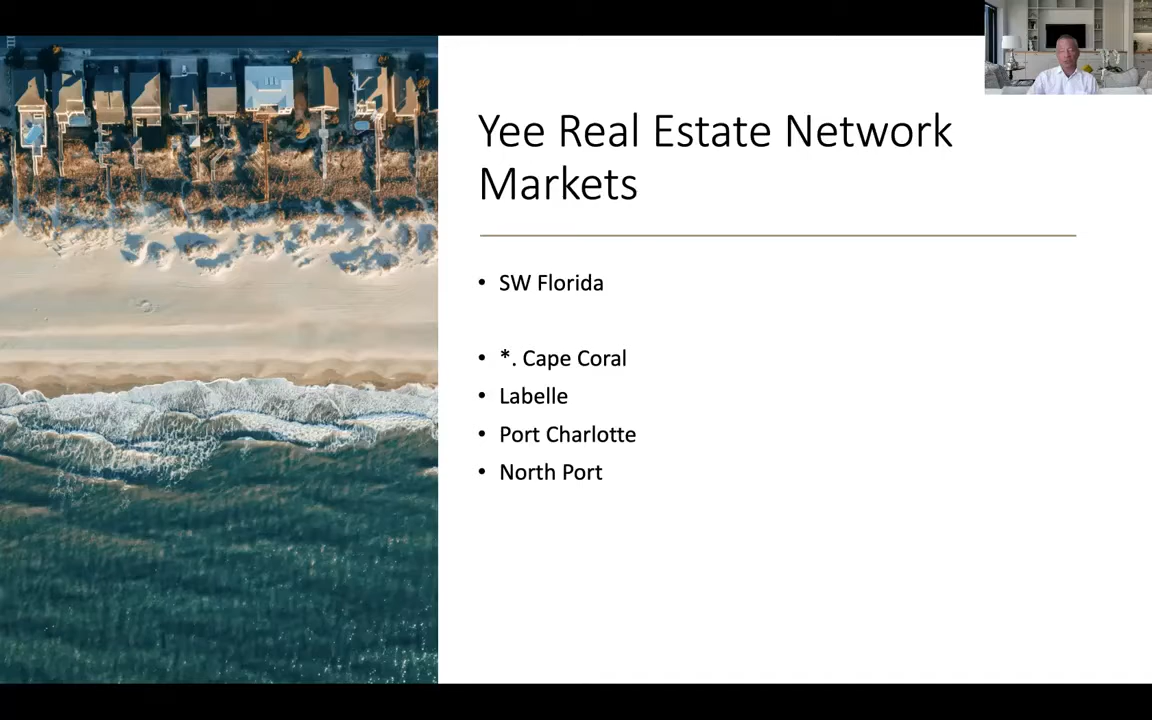 Yee Real Estate Network
Markets
• SW Florida
• *. Cape Coral
• Labelle
• Port Charlotte
• North Port